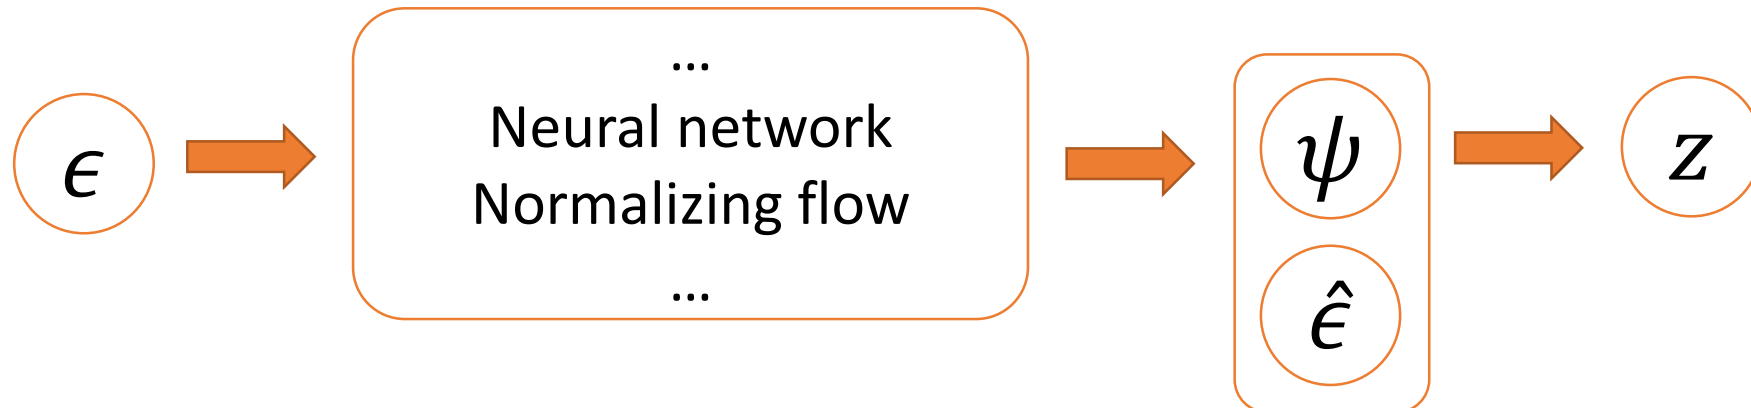 ϵ
...
Neural network
Normalizing flow
...
ψ
ϵ̂
z